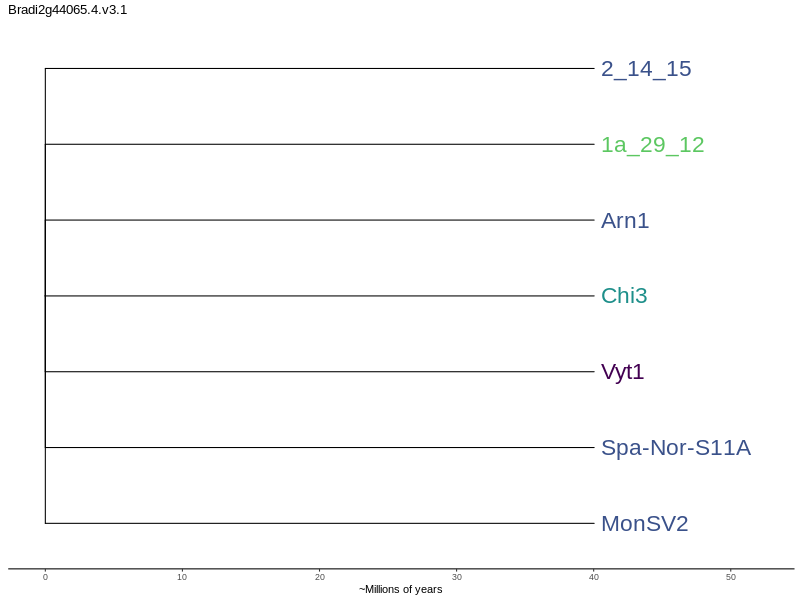 Bradi2g44065.4.v3.1
2_14_15
1a_29_12
Arn1
Chi3
Vyt1
Spa-Nor-S11A
MonSV2
0 10 20 30 40 50
~Millions of years